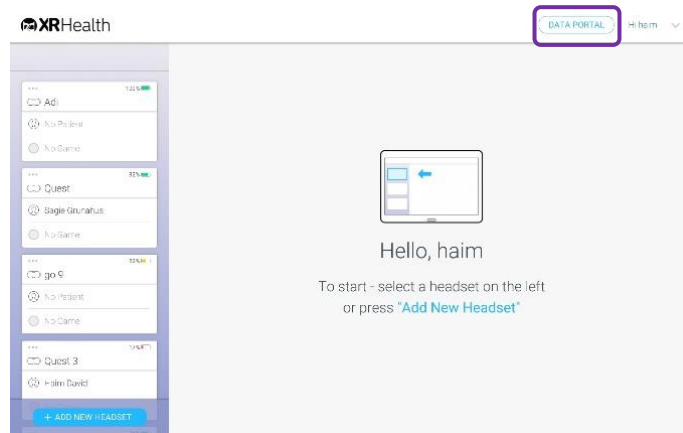 XRHealth
DATA PORTAL
Hi haim
100%
Adi
No Patient
No Game
Quest
Sagie Grunahus
No Game
go 9
No Patient
No Game
Quest 3
Haim David
+ ADD NEW HEADSET
Hello, haim
To start - select a headset on the left
or press "Add New Headset"